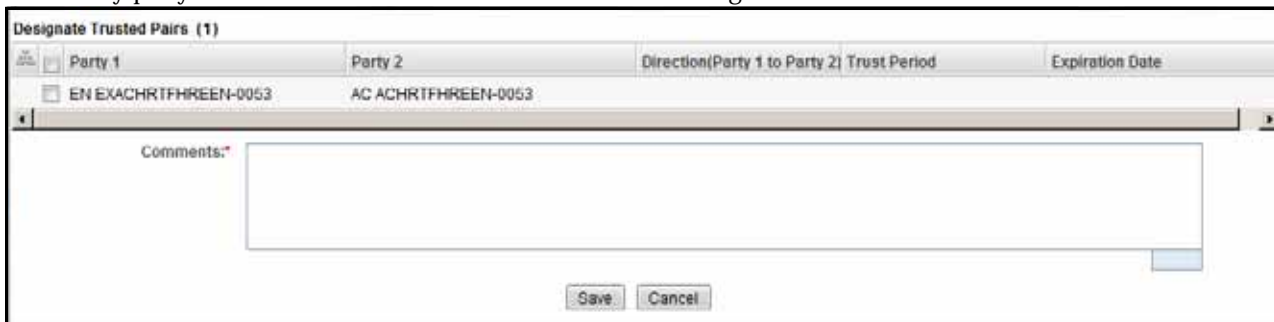 Designate Trusted Pairs (1)
Party 1 Party 2 Direction(Party 1 to Party 2) Trust Period Expiration Date
EN EXACHRTFHREEN-0053 AC ACHRTFHREEN-0053
Comments:*
Save Cancel